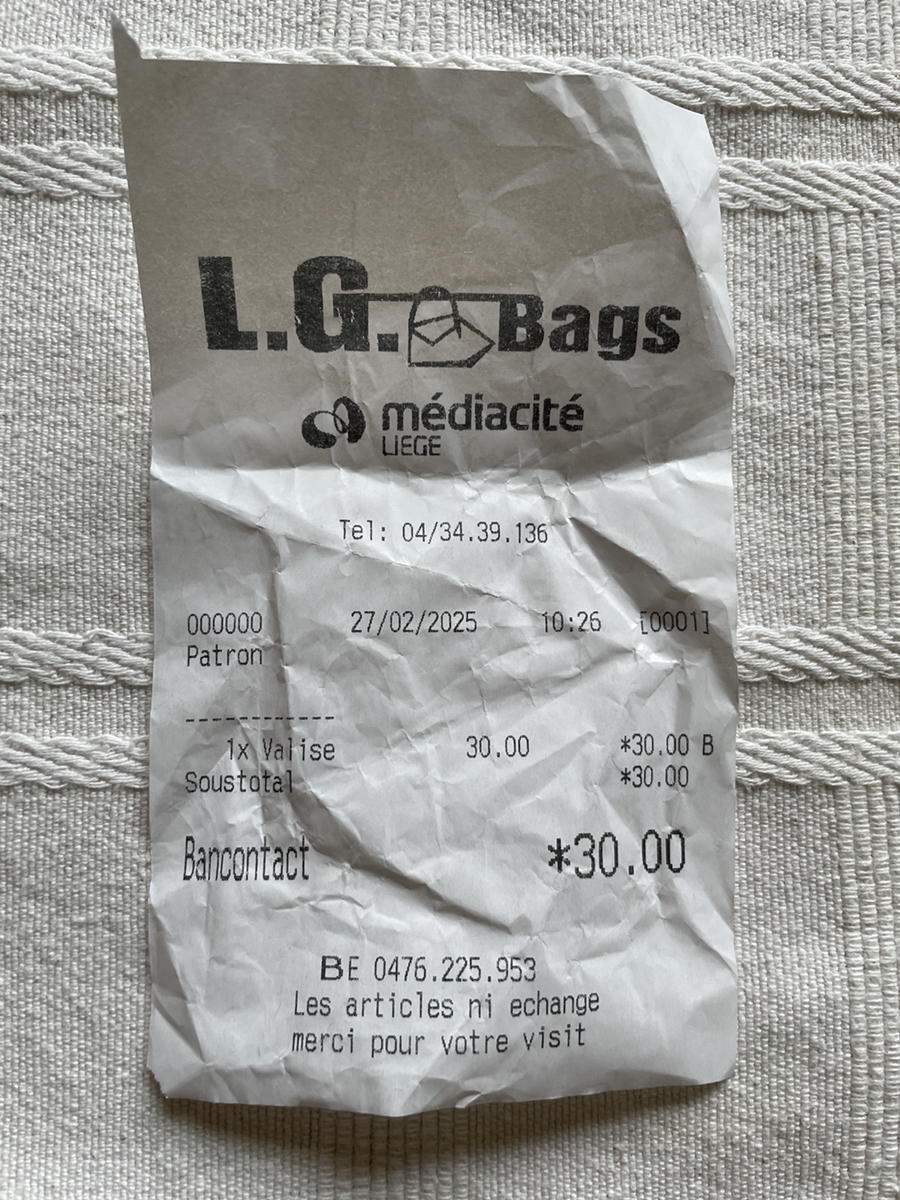 L.G. Bags
médiacité
LIEGE
Tel: 04/34.39.136
000000 27/02/2025 10:26 [0001]
Patron
------------
1x Valise 30.00 *30.00 B
Soustotal *30.00
Bancontact *30.00
BE 0476.225.953
Les articles ni echange
merci pour votre visit